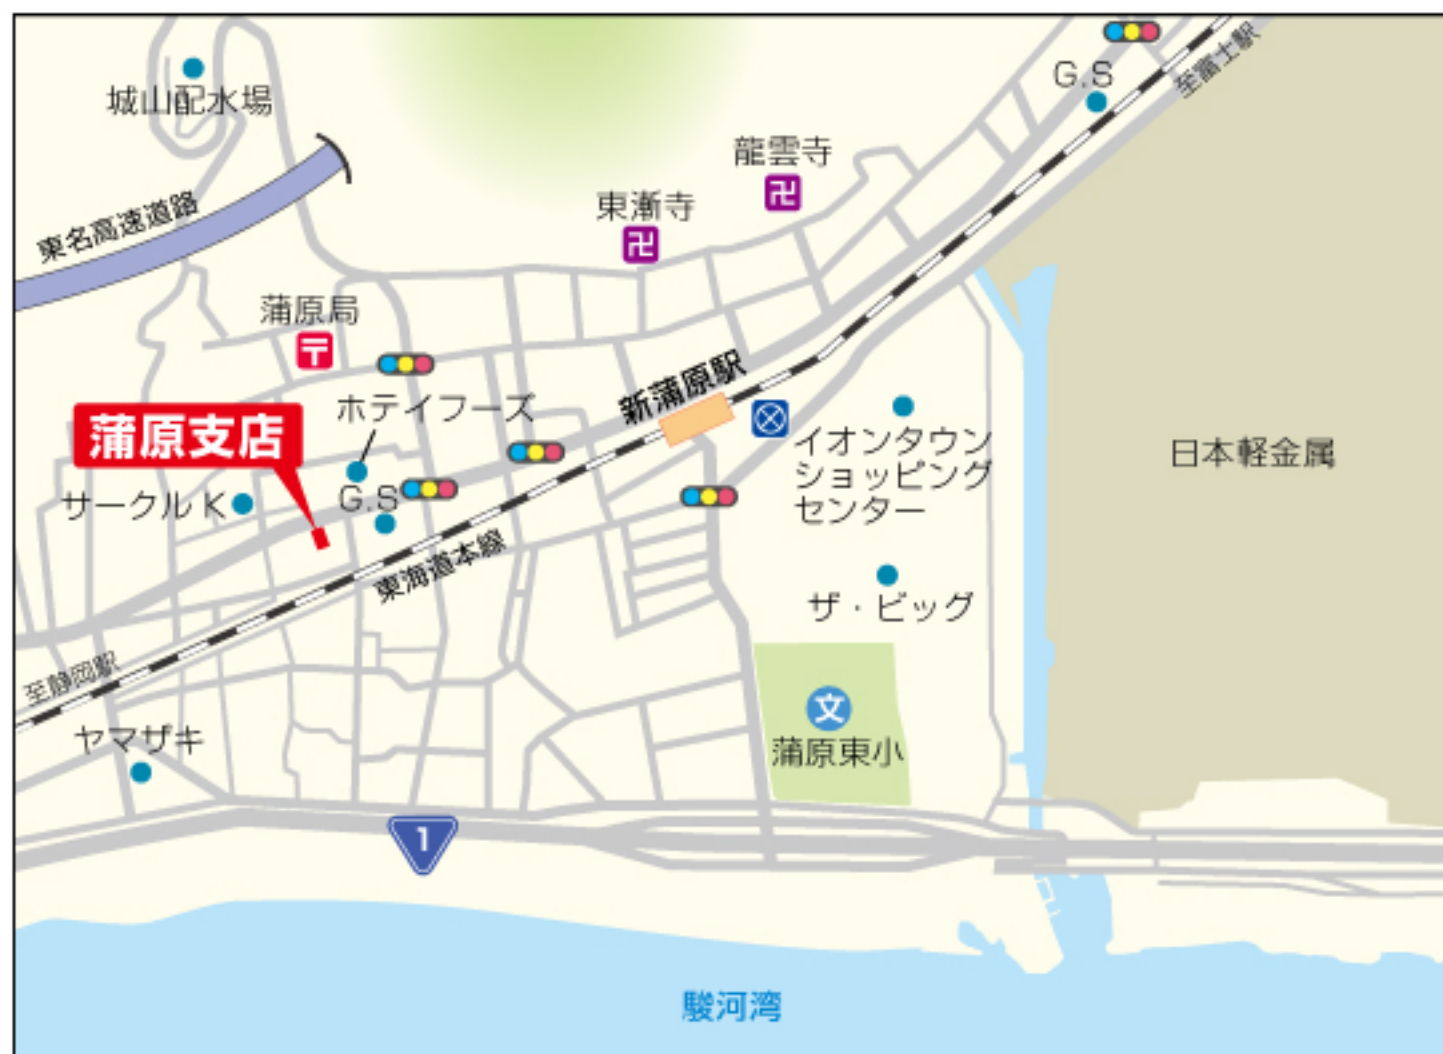 G.S
至富士駅
城山配水場
龍雲寺
卍
東漸寺
卍
東名高速道路
蒲原局
〒
新蒲原駅
ホテイフーズ
蒲原支店
イオンタウン
ショッピング
センター
日本軽金属
サークルK
G.S
東海道本線
ザ・ビッグ
至静岡駅
文
ヤマザキ
蒲原東小
1
駿河湾